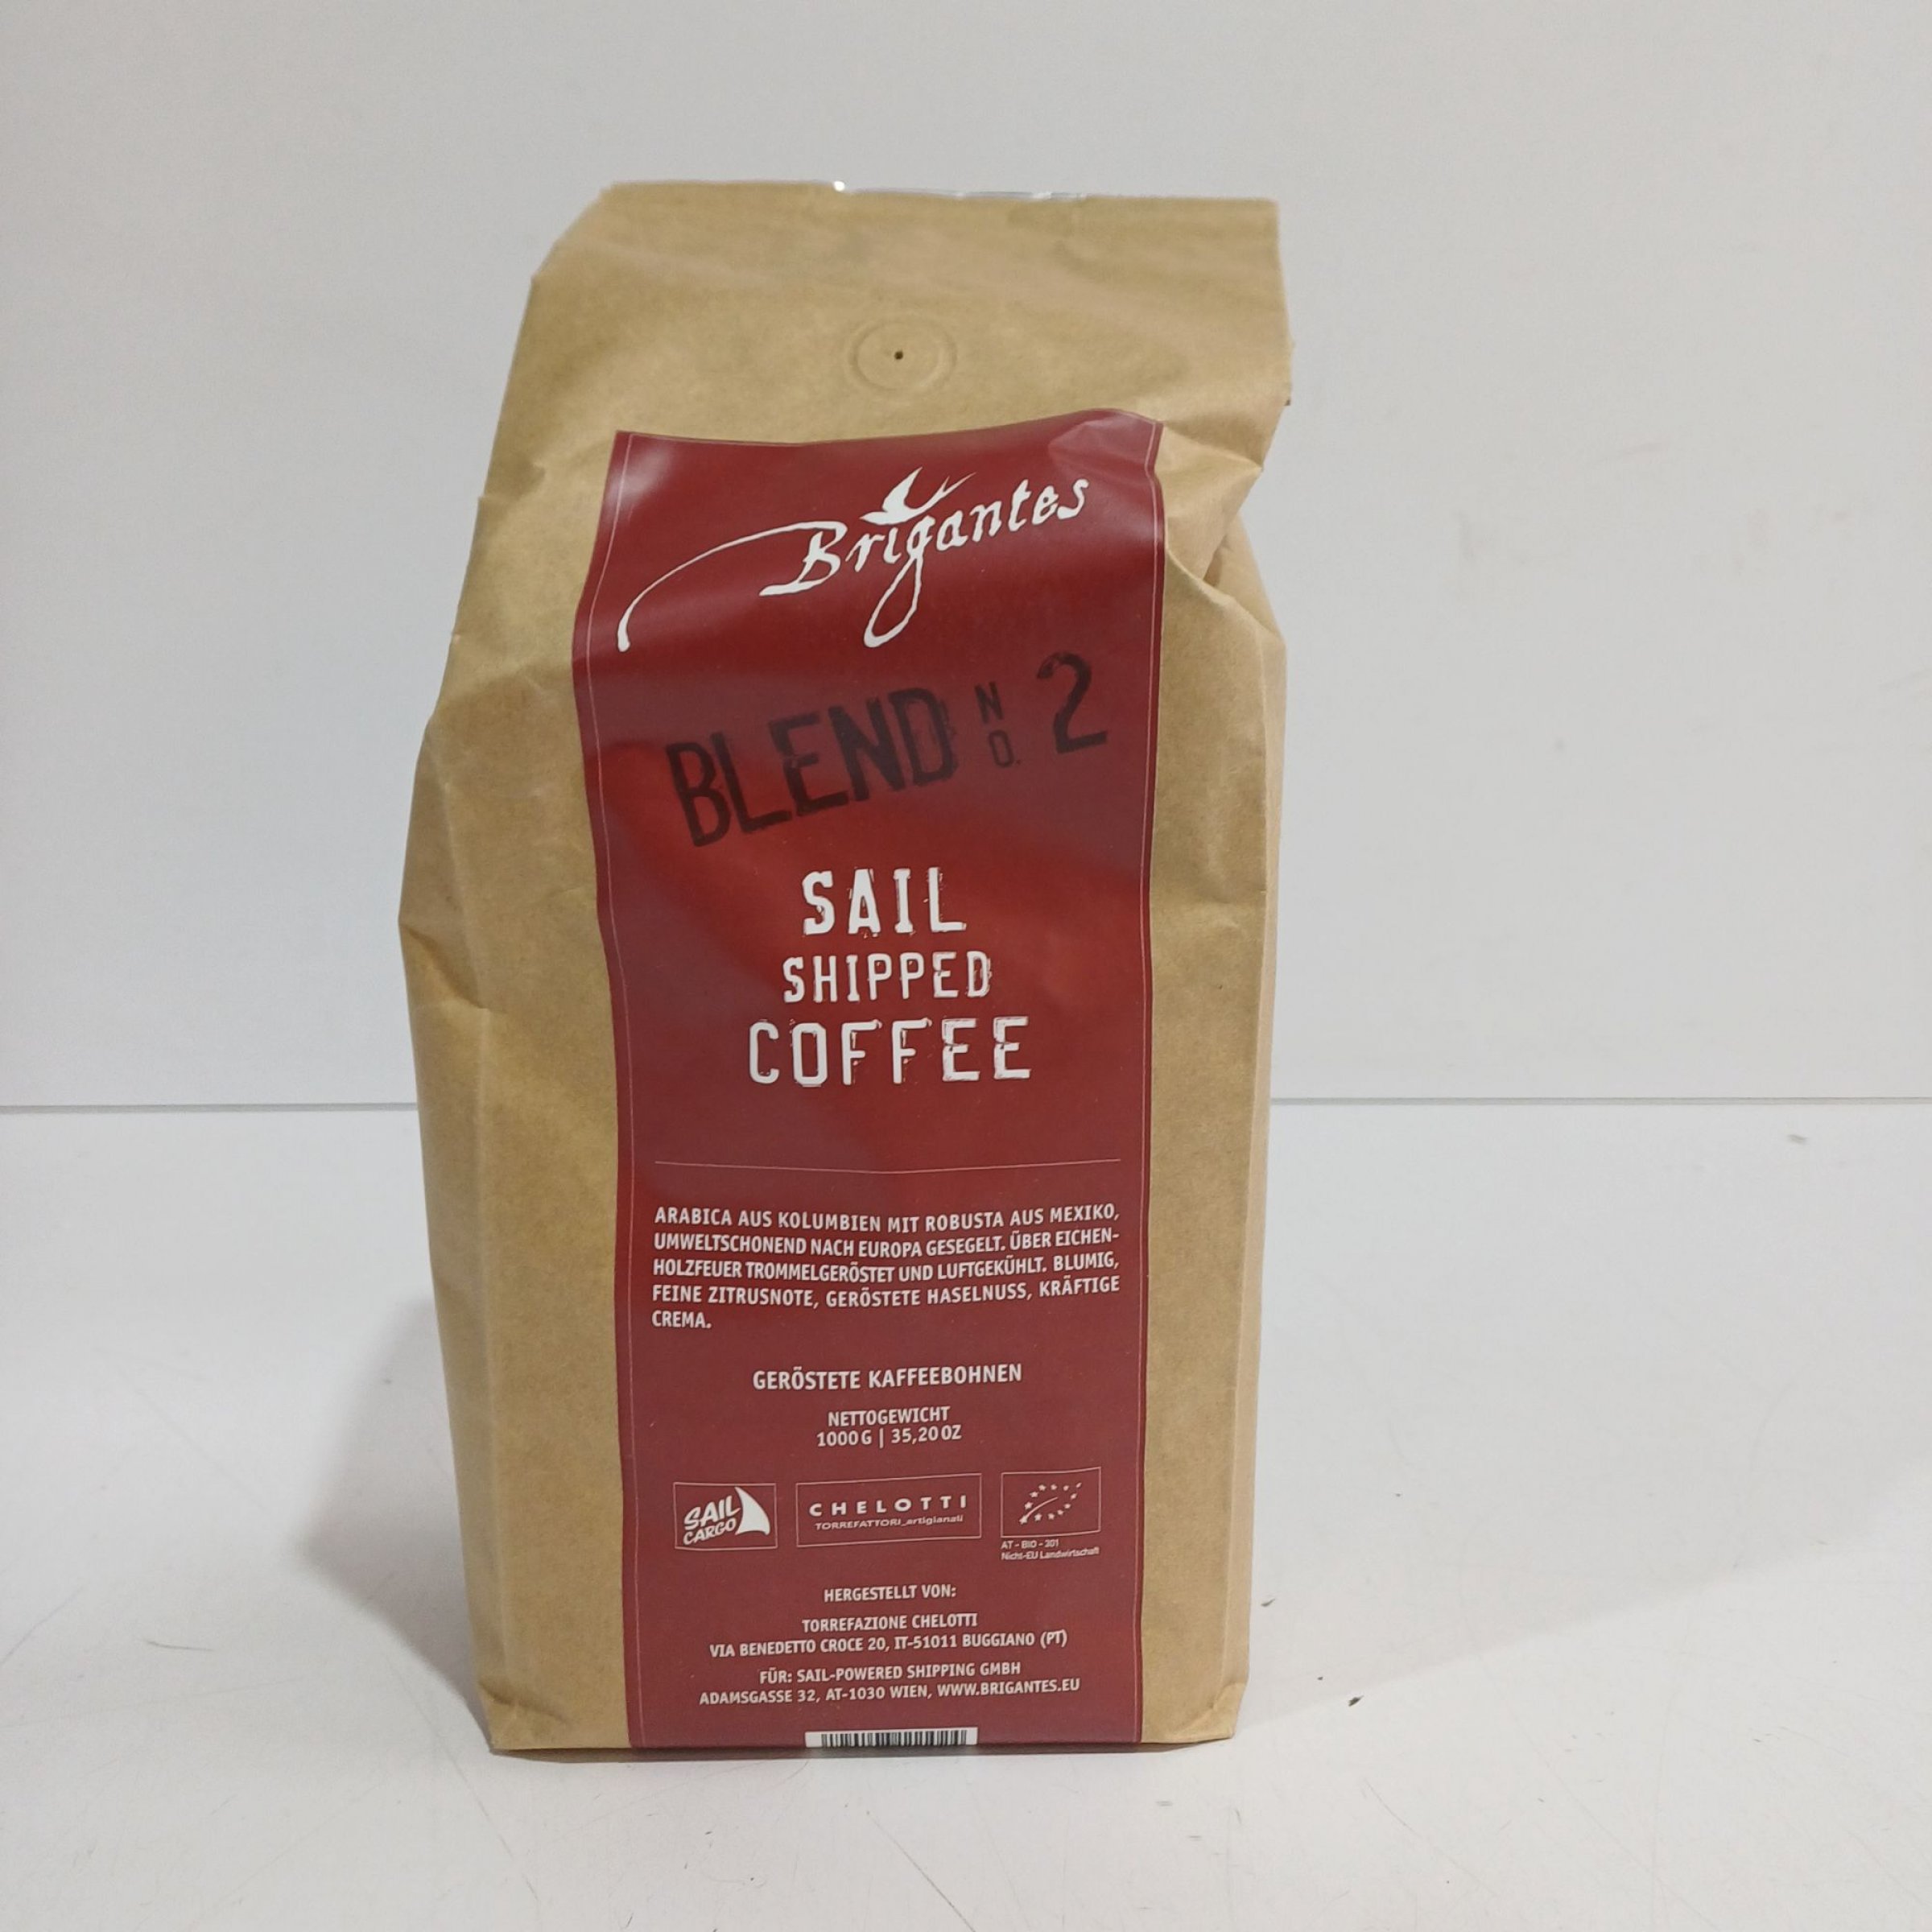 Brigantes
BLEND NO. 2
SAIL
SHIPPED
COFFEE
ARABICA AUS KOLUMBIEN MIT ROBUSTA AUS MEXIKO,
UMWELTSCHONEND NACH EUROPA GESEGELT. ÜBER EICHEN-
HOLZFEUER TROMMELGERÖSTET UND LUFTGEKÜHLT. BLUMIG,
FEINE ZITRUSNOTE, GERÖSTETE HASELNUSS, KRÄFTIGE
CREMA.
GERÖSTETE KAFFEEBOHNEN
NETTOGEWICHT
1000 G | 35,20 OZ
SAIL
CARGO
CHELOTTI
TORREFATTORI_artigianali
AT - BIO - 301
Nicht-EU Landwirtschaft
HERGESTELLT VON:
TORREFAZIONE CHELOTTI
VIA BENEDETTO CROCE 20, IT-51011 BUGGIANO (PT)
FÜR: SAIL-POWERED SHIPPING GMBH
ADAMSGASSE 32, AT-1030 WIEN, WWW.BRIGANTES.EU